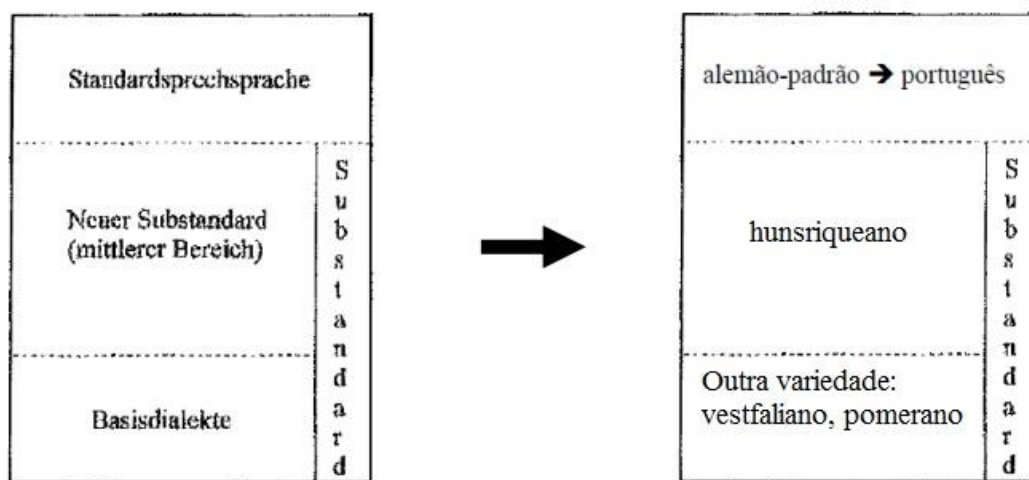 Standardsprechsprache
Neuer Substandard
(mittlerer Bereich)
Basisdialekte
Substandard
alemão-padrão ➔ português
hunsriqueano
Outra variedade:
vestfaliano, pomerano
Substandard